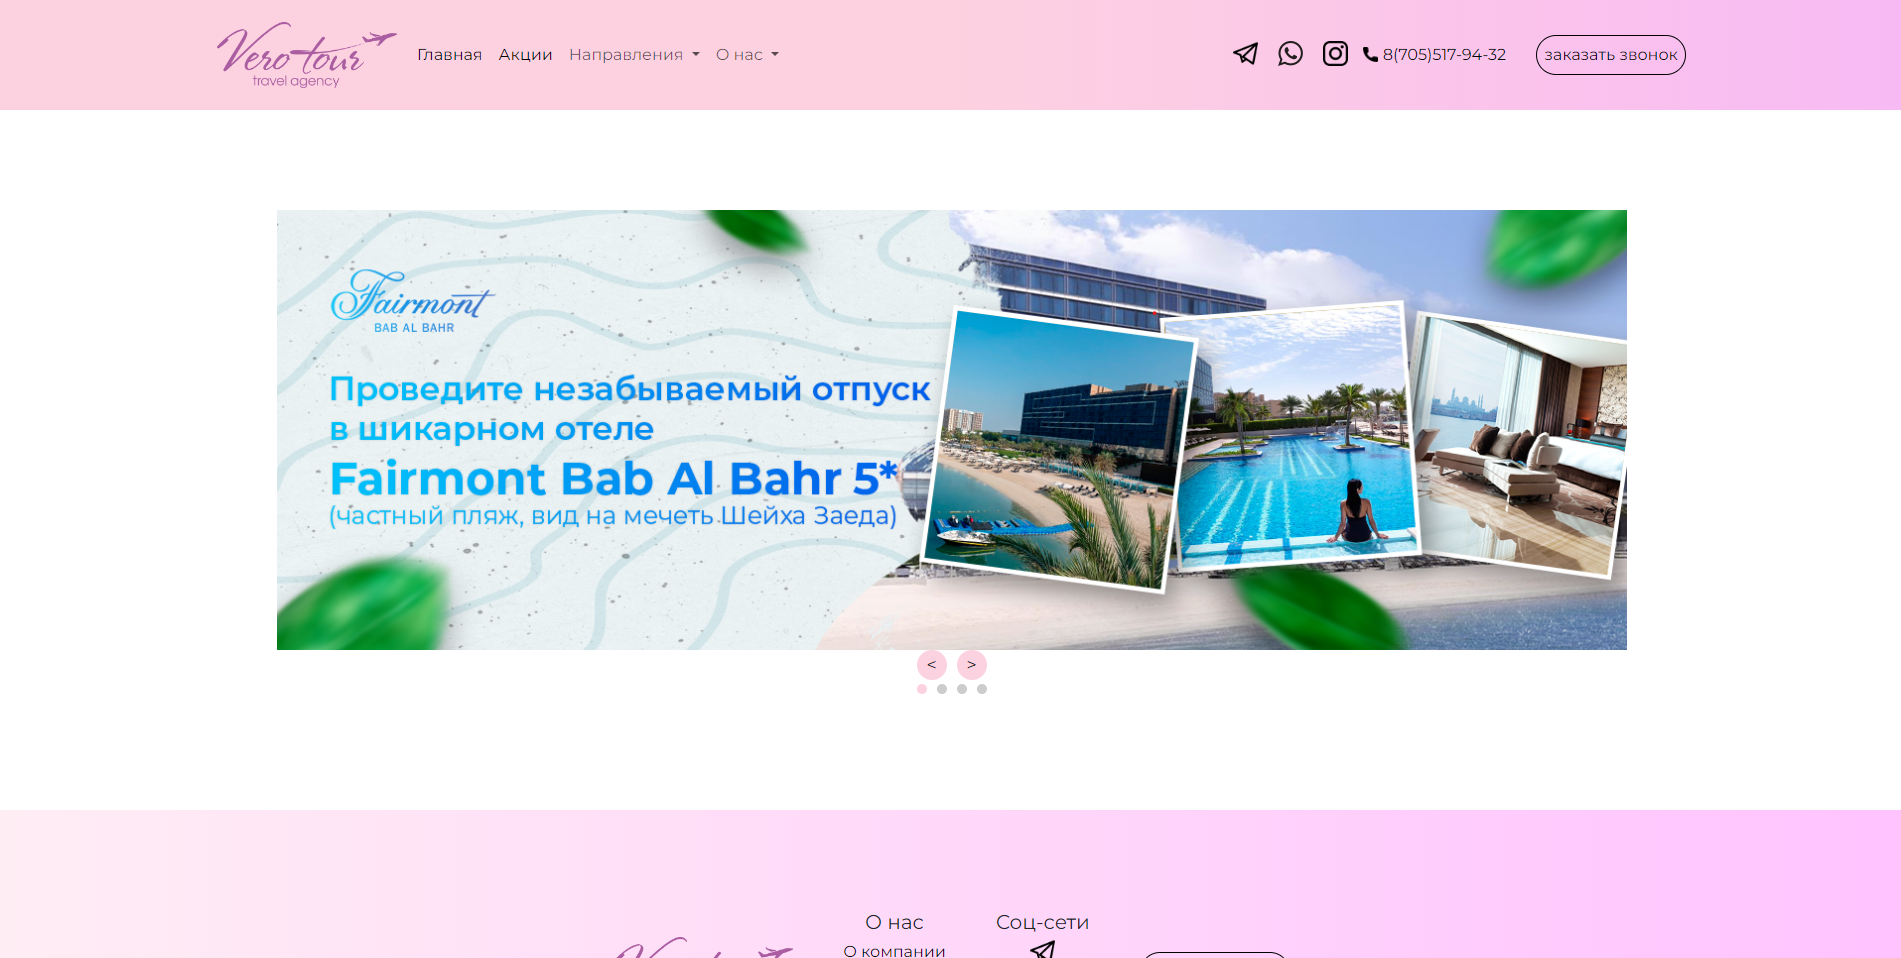 Vero tour
travel agency
Главная Акции Направления О нас
8(705)517-94-32 заказать звонок
Fairmont
BAB AL BAHR
Проведите незабываемый отпуск
в шикарном отеле
Fairmont Bab Al Bahr 5*
(частный пляж, вид на мечеть Шейха Заеда)
< >
О нас Соц-сети
О компании